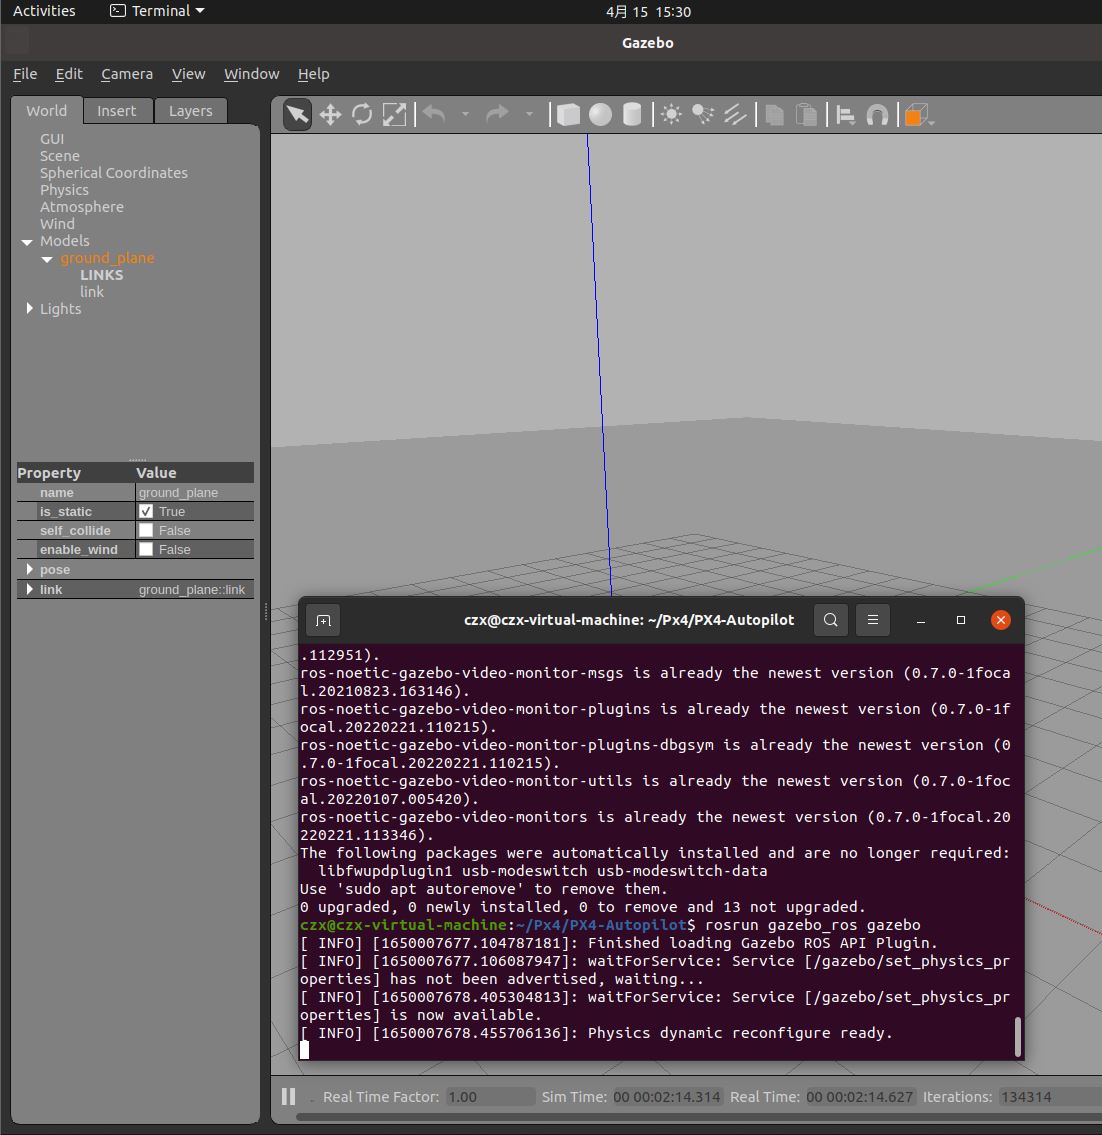 Activities Terminal 4月 15 15:30
Gazebo
File Edit Camera View Window Help
World Insert Layers
GUI
Scene
Spherical Coordinates
Physics
Atmosphere
Wind
Models
ground_plane
LINKS
link
Lights
Property Value
name ground_plane
is_static True
self_collide False
enable_wind False
pose
link ground_plane::link
czx@czx-virtual-machine: ~/Px4/PX4-Autopilot
.112951).
ros-noetic-gazebo-video-monitor-msgs is already the newest version (0.7.0-1foca
l.20210823.163146).
ros-noetic-gazebo-video-monitor-plugins is already the newest version (0.7.0-1f
ocal.20220221.110215).
ros-noetic-gazebo-video-monitor-plugins-dbgsym is already the newest version (0
.7.0-1focal.20220221.110215).
ros-noetic-gazebo-video-monitor-utils is already the newest version (0.7.0-1foc
al.20220107.005420).
ros-noetic-gazebo-video-monitors is already the newest version (0.7.0-1focal.20
220221.113346).
The following packages were automatically installed and are no longer required:
libfwupdplugin1 usb-modeswitch usb-modeswitch-data
Use 'sudo apt autoremove' to remove them.
0 upgraded, 0 newly installed, 0 to remove and 13 not upgraded.
czx@czx-virtual-machine:~/Px4/PX4-Autopilot$ rosrun gazebo_ros gazebo
[ INFO] [1650007677.104787181]: Finished loading Gazebo ROS API Plugin.
[ INFO] [1650007677.106087947]: waitForService: Service [/gazebo/set_physics_pr
operties] has not been advertised, waiting...
[ INFO] [1650007678.405304813]: waitForService: Service [/gazebo/set_physics_pr
operties] is now available.
[ INFO] [1650007678.455706136]: Physics dynamic reconfigure ready.
Real Time Factor: 1.00 Sim Time: 00 00:02:14.314 Real Time: 00 00:02:14.627 Iterations: 134314